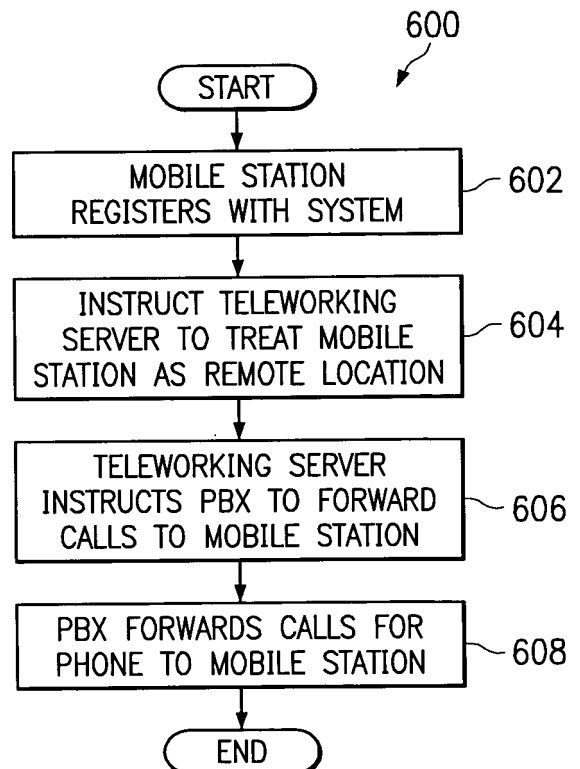 600
START
MOBILE STATION
REGISTERS WITH SYSTEM
602
INSTRUCT TELEWORKING
SERVER TO TREAT MOBILE
STATION AS REMOTE LOCATION
604
TELEWORKING SERVER
INSTRUCTS PBX TO FORWARD
CALLS TO MOBILE STATION
606
PBX FORWARDS CALLS FOR
PHONE TO MOBILE STATION
608
END